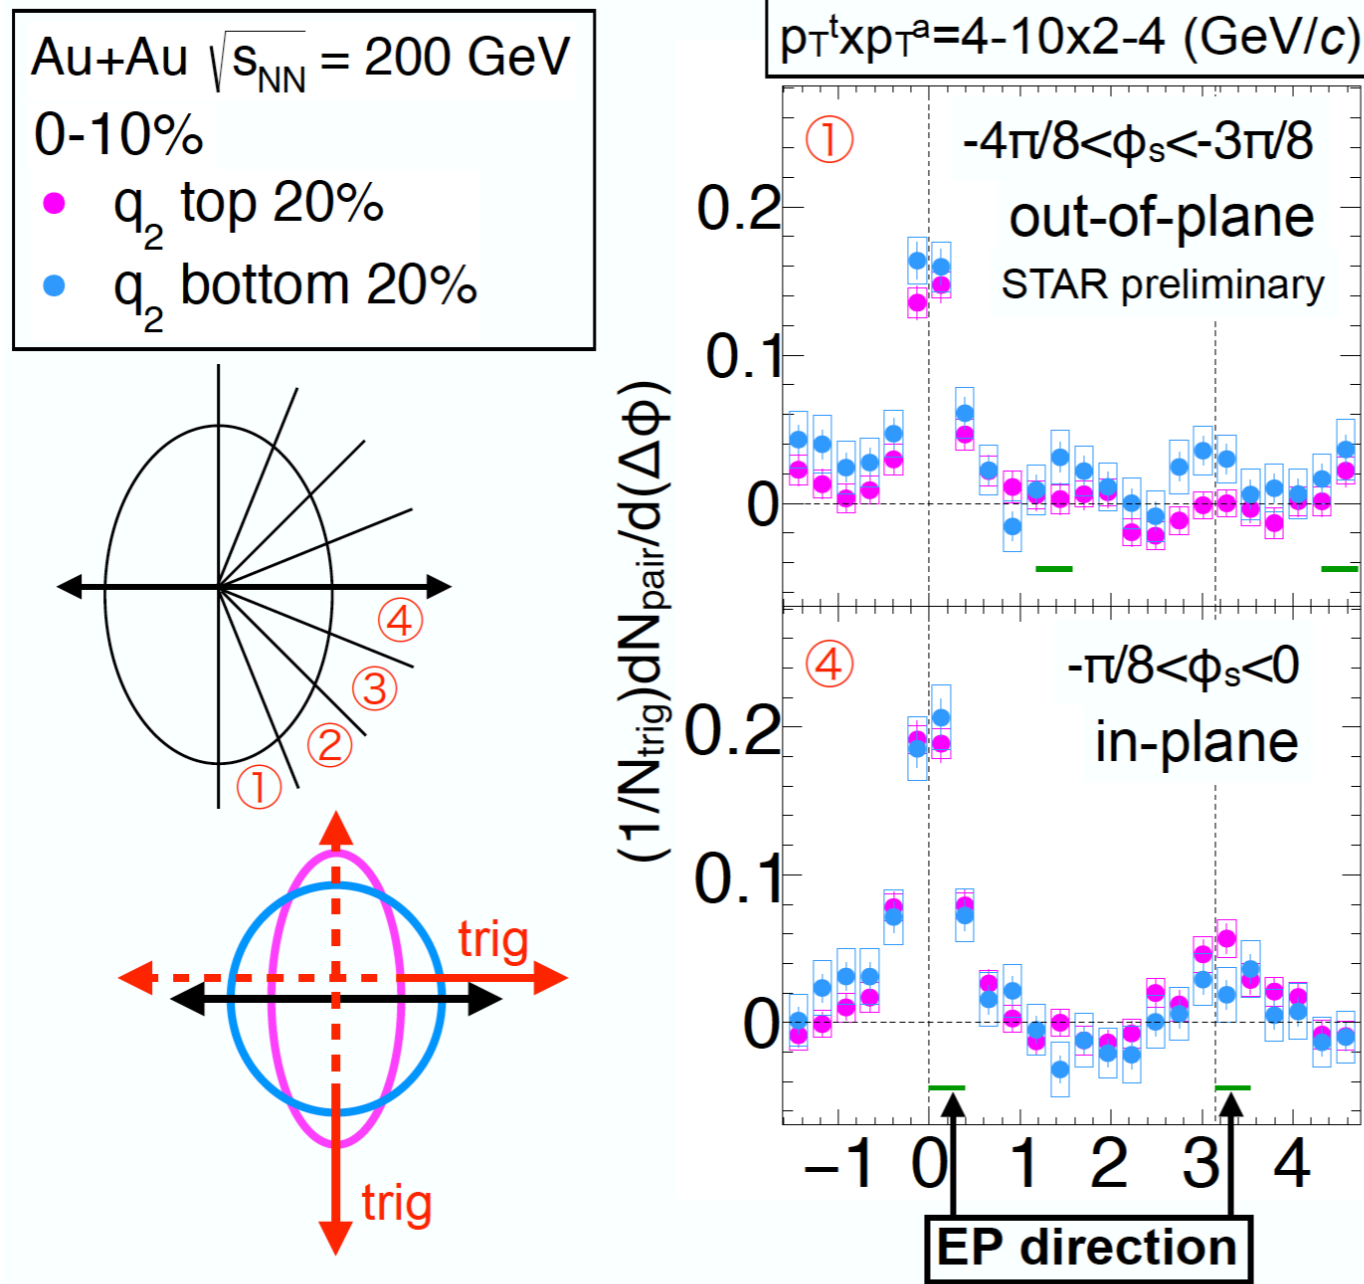 Au+Au √sNN = 200 GeV
0-10%
q2 top 20%
q2 bottom 20%
④
③
②
①
trig
trig
pTtxpTa=4-10x2-4 (GeV/c)
(1/Ntrig)dNpair/d(Δϕ)
①
-4π/8<ϕs<-3π/8
out-of-plane
STAR preliminary
0.2
0.1
0
④
-π/8<ϕs<0
in-plane
0.2
0.1
0
−1 0 1 2 3 4
EP direction